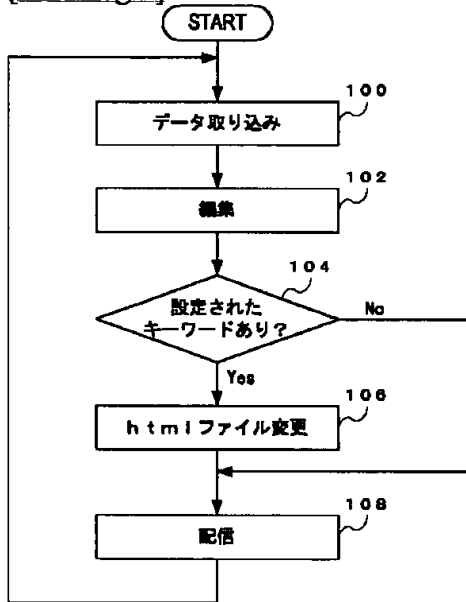 START
100
データ取り込み
102
編集
104
設定された
キーワードあり？
No
Yes
106
htmlファイル変更
108
配信